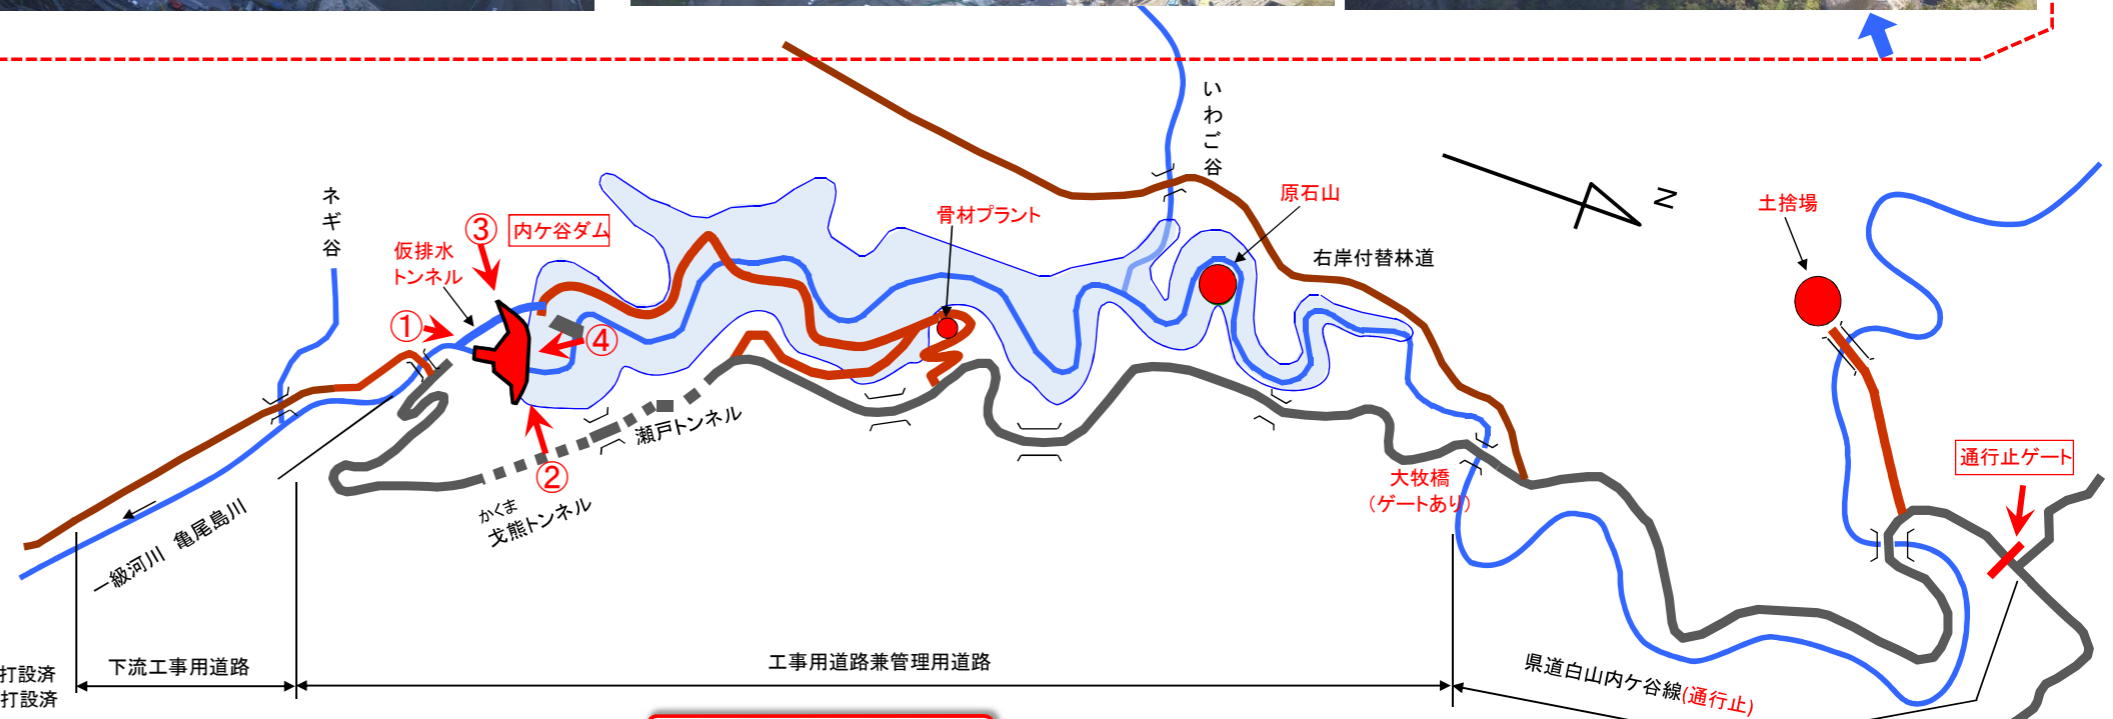 いわご谷
ネギ谷
③
内ケ谷ダム
仮排水
トンネル
①
④
②
骨材プラント
原石山
右岸付替林道
N
土捨場
通行止ゲート
瀬戸トンネル
かくま
戈熊トンネル
大牧橋
（ゲートあり）
一級河川 亀尾島川
打設済
打設済
下流工事用道路
工事用道路兼管理用道路
県道白山内ケ谷線(通行止)